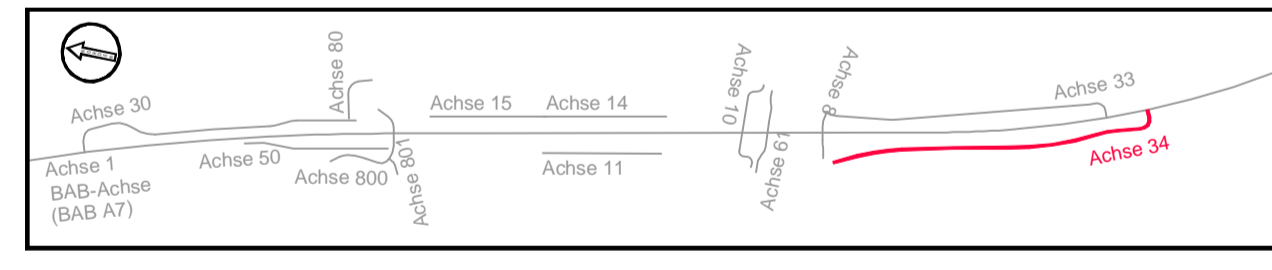 Achse 30
Achse 80
Achse 15
Achse 14
Achse 10
Achse 8
Achse 33
Achse 1
BAB-Achse
(BAB A7)
Achse 50
Achse 800
Achse 801
Achse 11
Achse 61
Achse 34